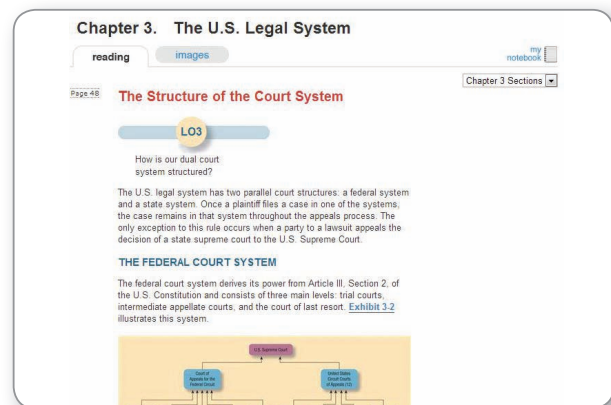 Chapter 3. The U.S. Legal System
reading
images
my
notebook
Chapter 3 Sections
Page 48
The Structure of the Court System
LO3
How is our dual court
system structured?
The U.S. legal system has two parallel court structures: a federal system
and a state system. Once a plaintiff files a case in one of the systems,
the case remains in that system throughout the appeals process. The
only exception to this rule occurs when a party to a lawsuit appeals the
decision of a state supreme court to the U.S. Supreme Court.
THE FEDERAL COURT SYSTEM
The federal court system derives its power from Article III, Section 2, of
the U.S. Constitution and consists of three main levels: trial courts,
intermediate appellate courts, and the court of last resort. Exhibit 3-2
illustrates this system.
U.S. Supreme Court
Court of
Appeals for the
Federal Circuit
United States
Circuit Courts
of Appeals (12)